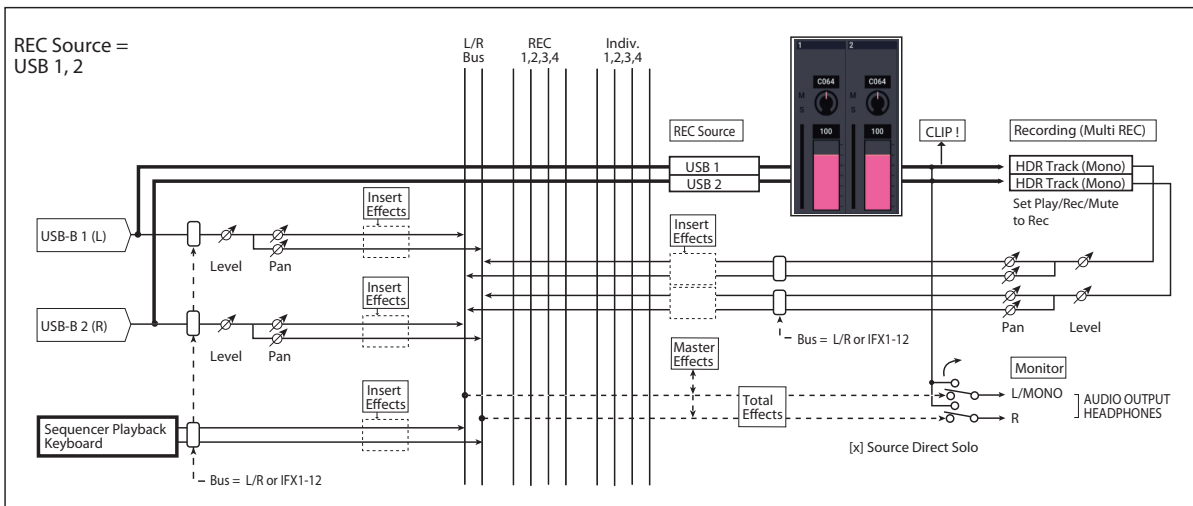 REC Source =
USB 1, 2
L/R
Bus
REC
1,2,3,4
Indiv.
1,2,3,4
1
2
C064
C064
M
S
M
S
100
100
REC Source
USB 1
USB 2
CLIP !
Recording (Multi REC)
HDR Track (Mono)
HDR Track (Mono)
Set Play/Rec/Mute
to Rec
USB-B 1 (L)
Level
Pan
Insert
Effects
Insert
Effects
Pan
Level
USB-B 2 (R)
Level
Pan
Insert
Effects
Bus = L/R or IFX1-12
Master
Effects
Total
Effects
Monitor
L/MONO
R
AUDIO OUTPUT
HEADPHONES
[x] Source Direct Solo
Sequencer Playback
Keyboard
Insert
Effects
Bus = L/R or IFX1-12